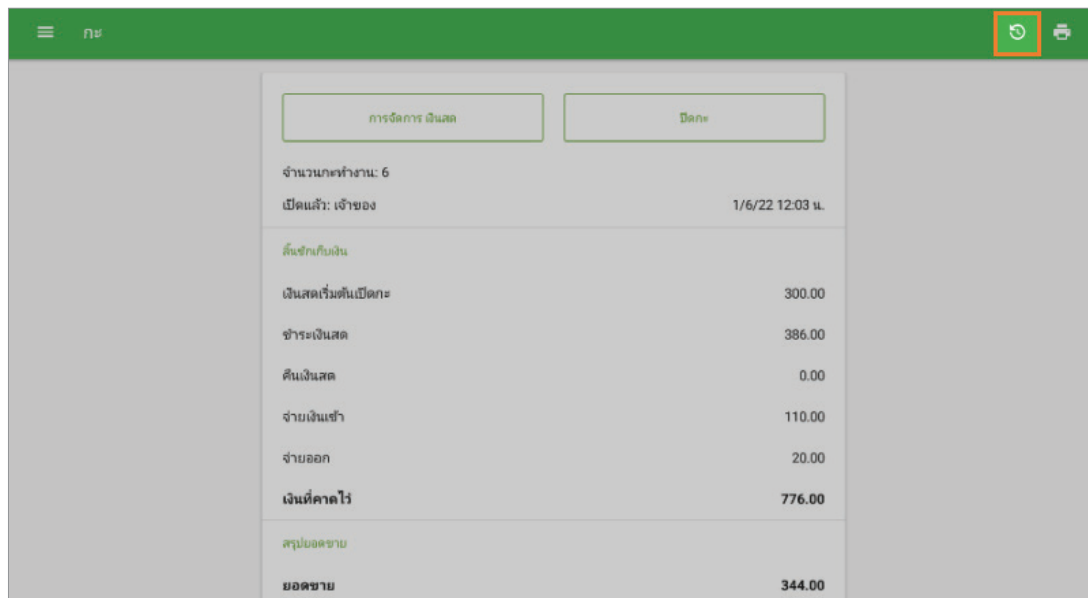 กะ
การจัดการ เงินสด
ปิดกะ
จำนวนกะทำงาน: 6
เปิดแล้ว: เจ้าของ 1/6/22 12:03 น.
ลิ้นชักเก็บเงิน
เงินสดเริ่มต้นเปิดกะ 300.00
ชำระเงินสด 386.00
คืนเงินสด 0.00
จ่ายเงินเข้า 110.00
จ่ายออก 20.00
เงินที่คาดไว้ 776.00
สรุปยอดขาย
ยอดขาย 344.00